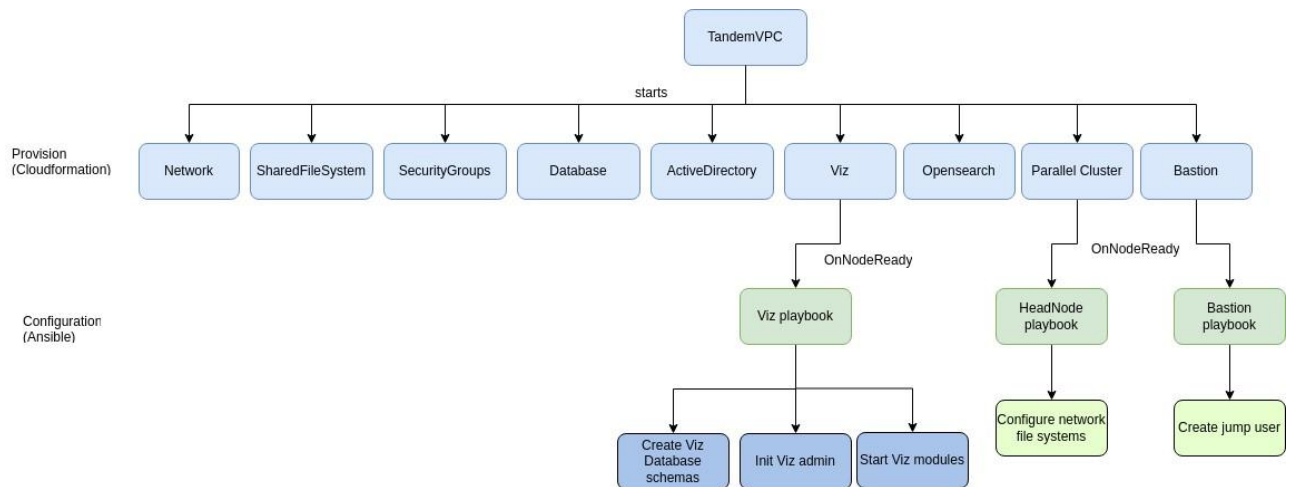 TandemVPC
starts
Provision
(Cloudformation)
Network
SharedFileSystem
SecurityGroups
Database
ActiveDirectory
Viz
Opensearch
Parallel Cluster
Bastion
OnNodeReady
OnNodeReady
Configuration
(Ansible)
Viz playbook
HeadNode
playbook
Bastion
playbook
Create Viz
Database
schemas
Init Viz admin
Start Viz modules
Configure network
file systems
Create jump user